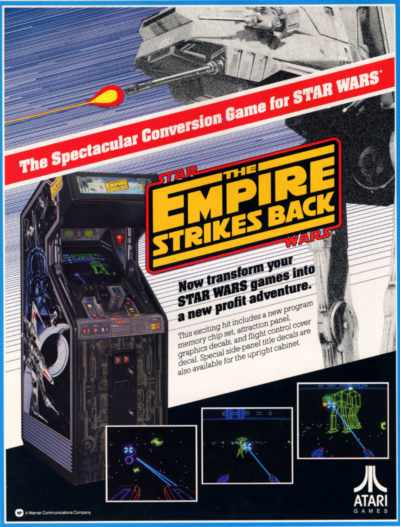 The Spectacular Conversion Game for STAR WARS*
STAR
THE
EMPIRE
STRIKES BACK
WARS
Now transform your
STAR WARS games into
a new profit adventure.
This exciting hit includes a new program
memory chip set, attraction panel,
graphics decals, and flight control cover
decal. Special side-panel title decals are
also available for the upright cabinet.
A Warner Communications Company
ATARI
GAMES